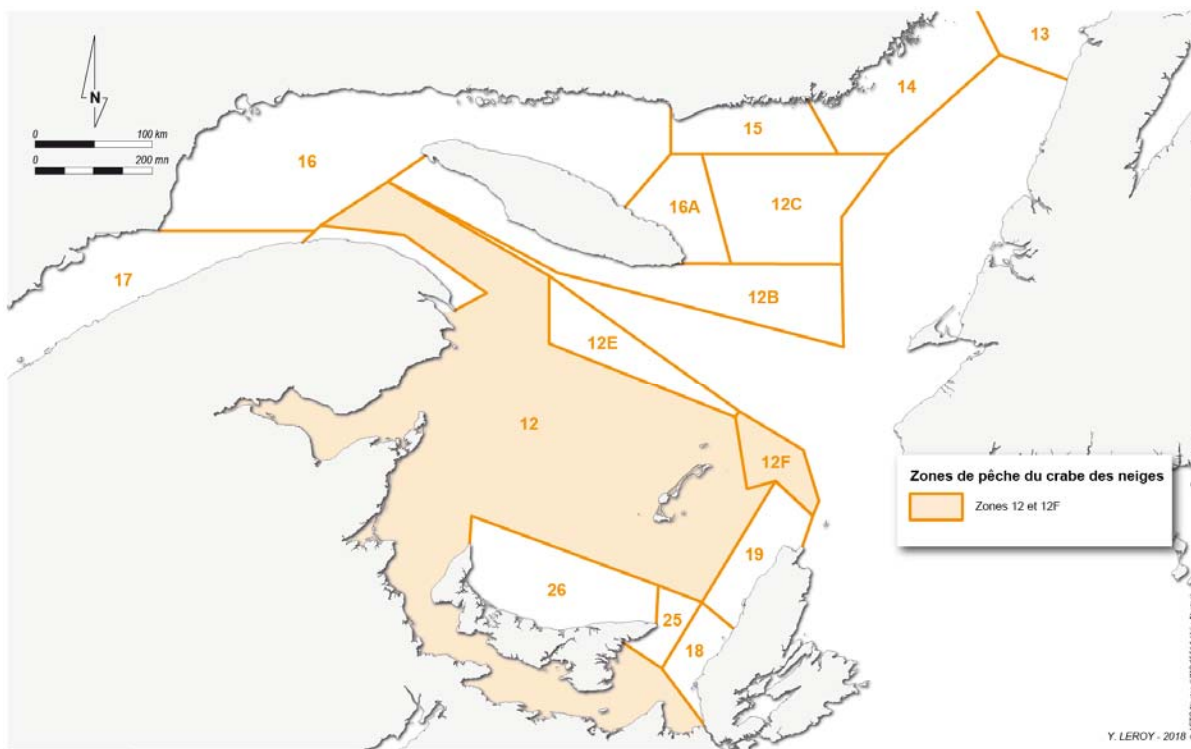 13
14
N
0 100 km
15
0 200 mn
16
16A
12C
17
12B
12E
12
12F
Zones de pêche du crabe des neiges
Zones 12 et 12F
19
26
25
18
Y. LEROY - 2018